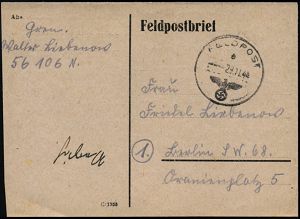 Abs.
Gren.
Walter Liebenow
56 106 N.
Feldpostbrief
FELDPOST
Frau
Friedel Liebenow
1. Berlin S.W. 68.
Oranienplatz 5